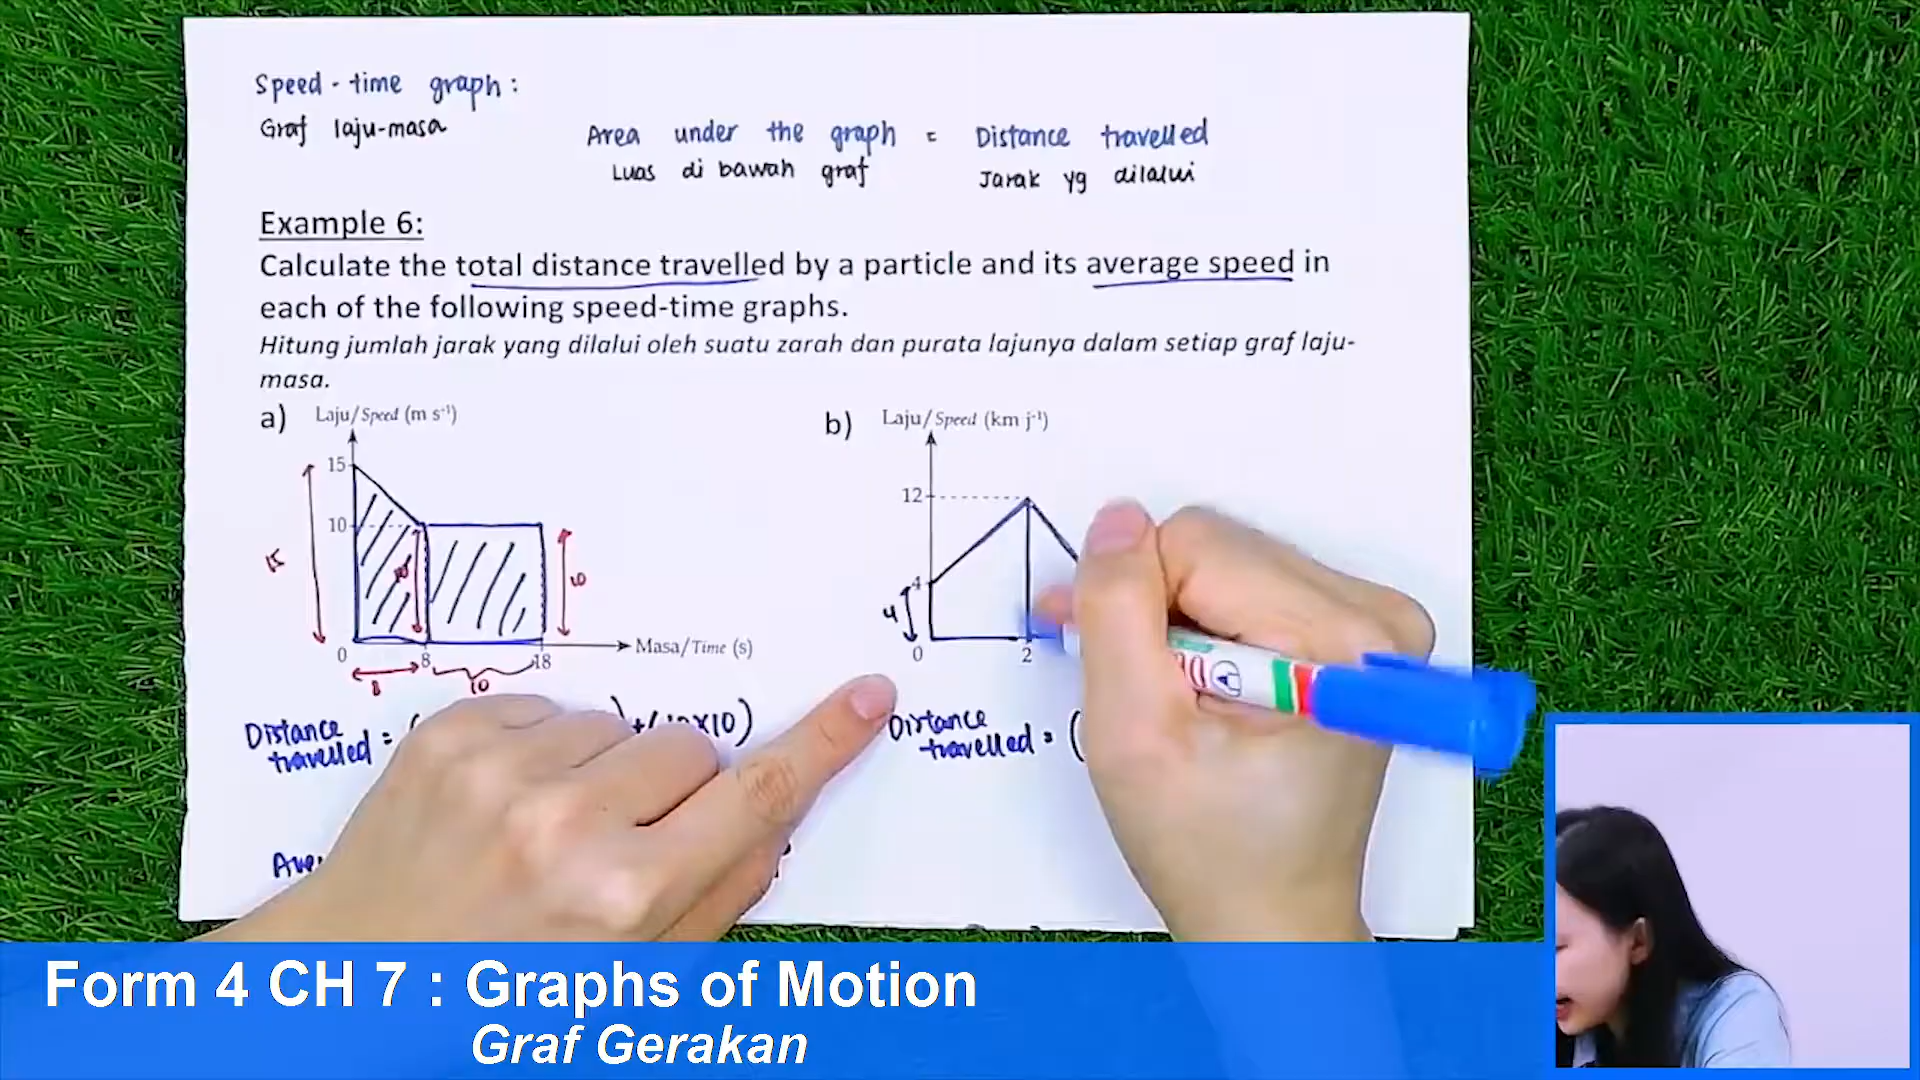 Speed - time graph :
Graf laju-masa
Area under the graph = Distance travelled
Luas di bawah graf
Jarak yg dilalui
Example 6:
Calculate the total distance travelled by a particle and its average speed in
each of the following speed-time graphs.
Hitung jumlah jarak yang dilalui oleh suatu zarah dan purata lajunya dalam setiap graf laju-
masa.
a)
Laju/Speed (m s⁻¹)
15
10
15
10
10
0
8
18
Masa/Time (s)
8
10
Distance
travelled = (
)+(10×10)
b)
Laju/Speed (km j⁻¹)
12
4
4
0
2
Distance
travelled = (
Form 4 CH 7 : Graphs of Motion
Graf Gerakan